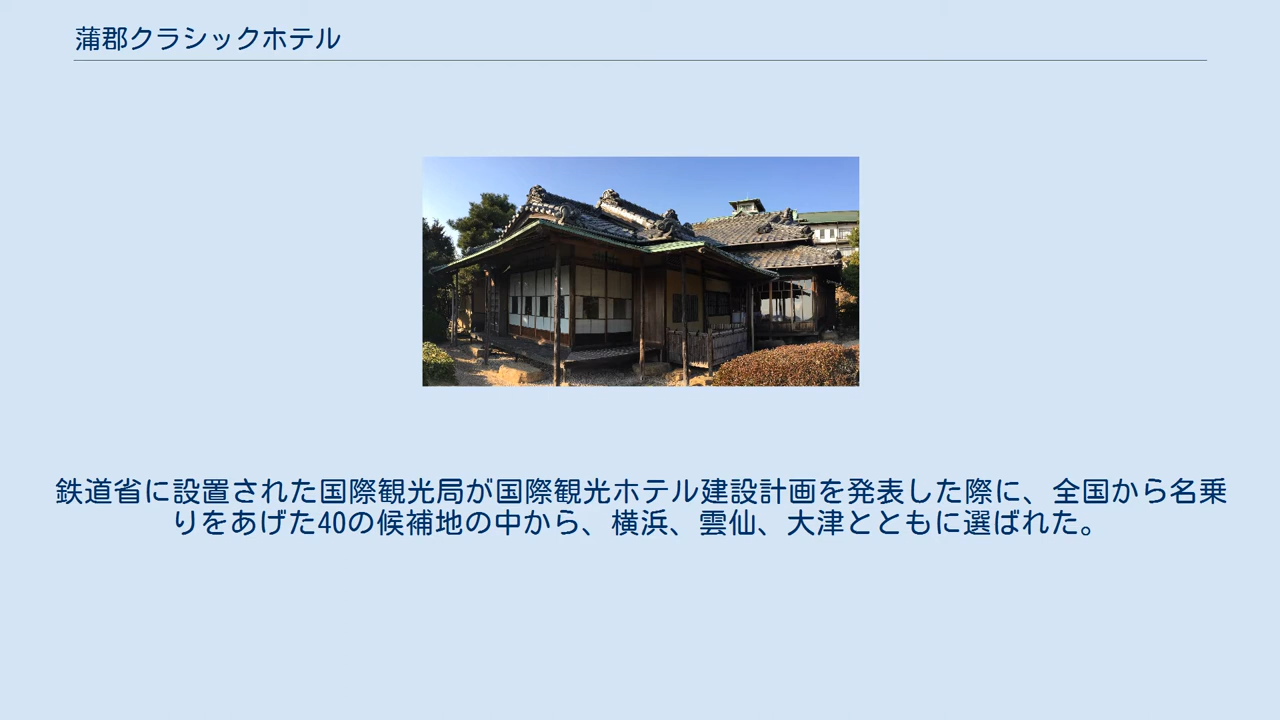 蒲郡クラシックホテル
鉄道省に設置された国際観光局が国際観光ホテル建設計画を発表した際に、全国から名乗
りをあげた40の候補地の中から、横浜、雲仙、大津とともに選ばれた。